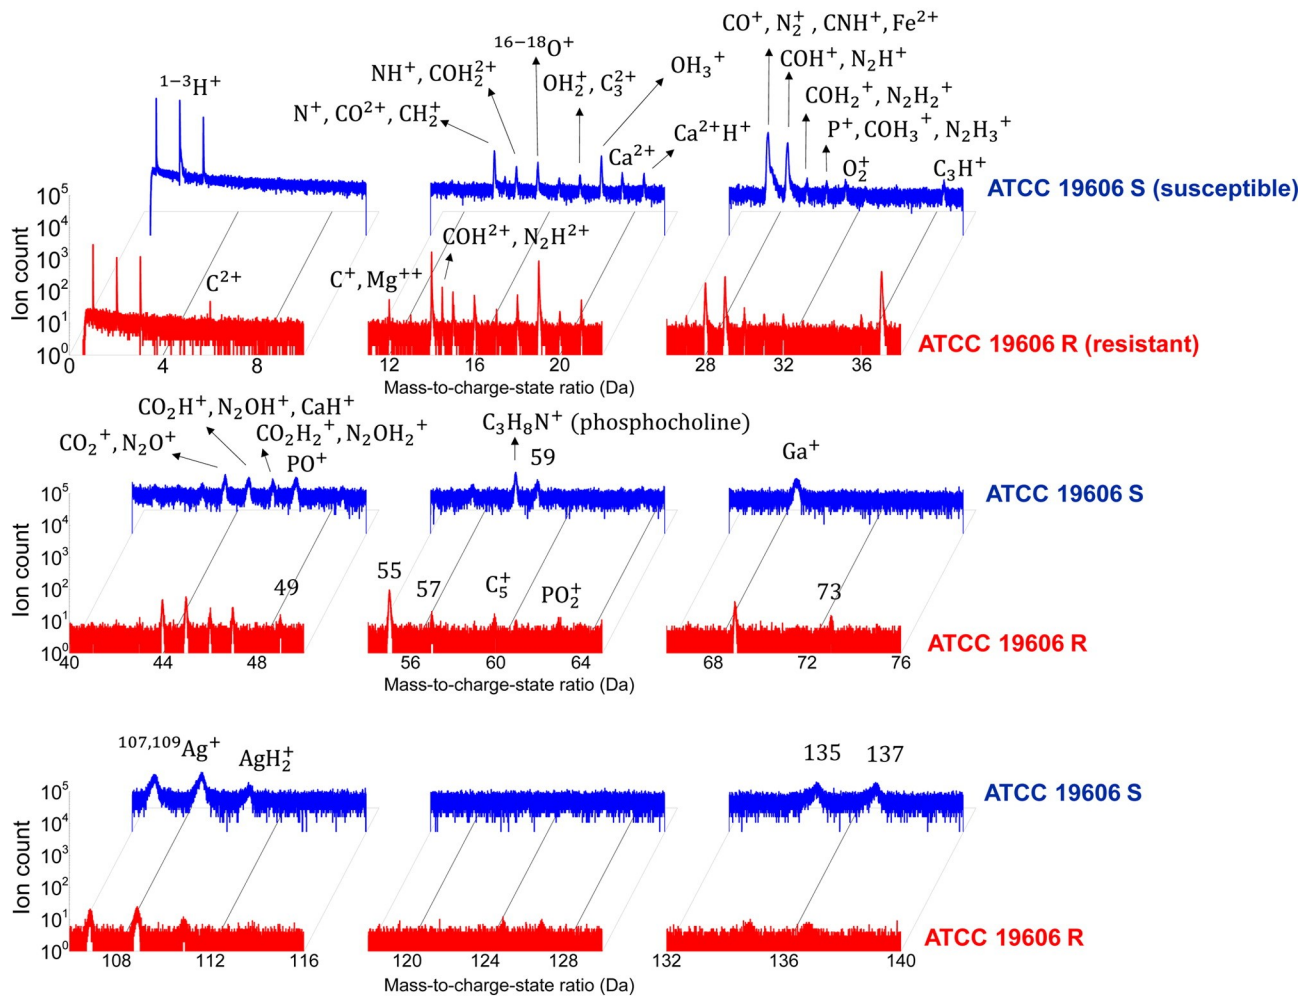 CO⁺, N₂⁺, CNH⁺, Fe²⁺
¹⁶⁻¹⁸O⁺
COH⁺, N₂H⁺
NH⁺, COH₂²⁺
OH₃⁺
¹⁻³H⁺
OH₂⁺, C₃²⁺
COH₂⁺, N₂H₂⁺
N⁺, CO²⁺, CH₂⁺
Ca²⁺H⁺
P⁺, COH₃⁺, N₂H₃⁺
Ca²⁺
O₂⁺
C₃H⁺
ATCC 19606 S (susceptible)
10⁵
10⁴
10³
10²
10¹
10⁰
Ion count
COH²⁺, N₂H²⁺
C²⁺
C⁺, Mg⁺⁺
ATCC 19606 R (resistant)
0 4 8 12 16 20 28 32 36
Mass-to-charge-state ratio (Da)
CO₂H⁺, N₂OH⁺, CaH⁺
CO₂⁺, N₂O⁺
CO₂H₂⁺, N₂OH₂⁺
PO⁺
C₃H₈N⁺ (phosphocholine)
59
Ga⁺
ATCC 19606 S
10⁵
10⁴
10³
10²
10¹
10⁰
Ion count
49
55
57
C₅⁺
PO₂⁺
73
ATCC 19606 R
40 44 48 56 60 64 68 72 76
Mass-to-charge-state ratio (Da)
¹⁰⁷,¹⁰⁹Ag⁺
AgH₂⁺
135
137
ATCC 19606 S
10⁵
10⁴
10³
10²
10¹
10⁰
Ion count
ATCC 19606 R
108 112 116 120 124 128 132 136 140
Mass-to-charge-state ratio (Da)